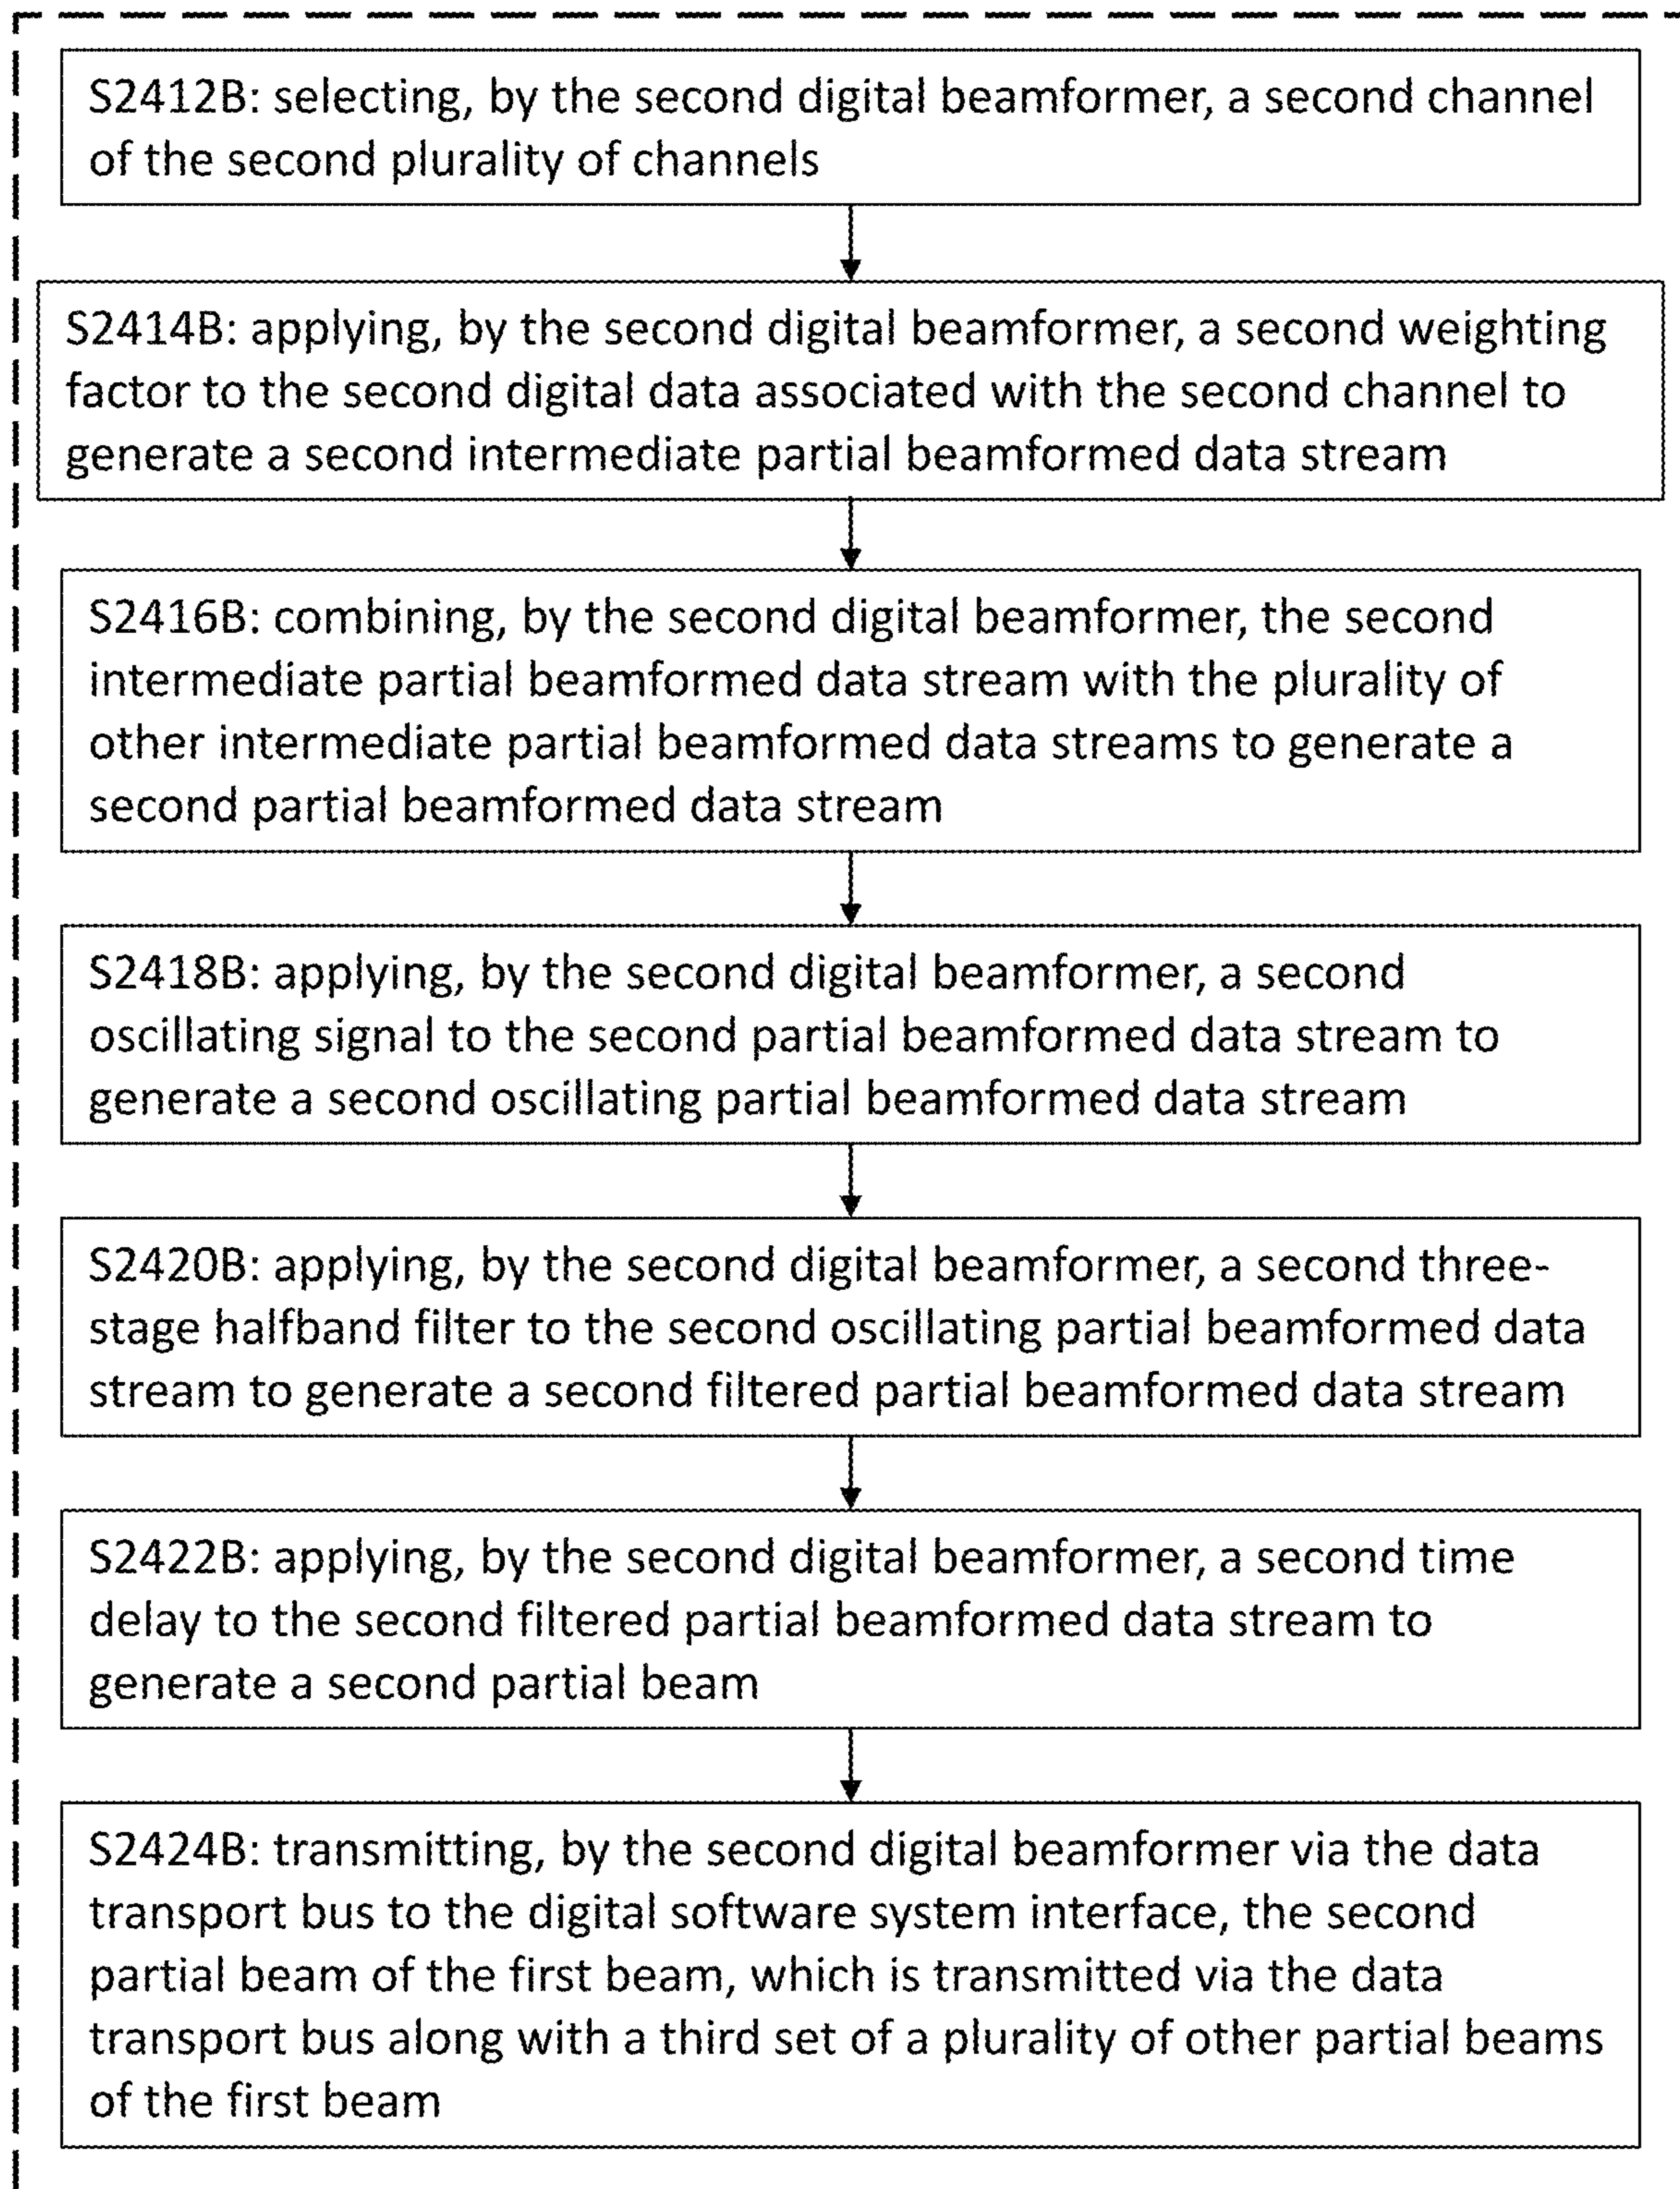 S2412B: selecting, by the second digital beamformer, a second channel
of the second plurality of channels
S2414B: applying, by the second digital beamformer, a second weighting
factor to the second digital data associated with the second channel to
generate a second intermediate partial beamformed data stream
S2416B: combining, by the second digital beamformer, the second
intermediate partial beamformed data stream with the plurality of
other intermediate partial beamformed data streams to generate a
second partial beamformed data stream
S2418B: applying, by the second digital beamformer, a second
oscillating signal to the second partial beamformed data stream to
generate a second oscillating partial beamformed data stream
S2420B: applying, by the second digital beamformer, a second three-
stage halfband filter to the second oscillating partial beamformed data
stream to generate a second filtered partial beamformed data stream
S2422B: applying, by the second digital beamformer, a second time
delay to the second filtered partial beamformed data stream to
generate a second partial beam
S2424B: transmitting, by the second digital beamformer via the data
transport bus to the digital software system interface, the second
partial beam of the first beam, which is transmitted via the data
transport bus along with a third set of a plurality of other partial beams
of the first beam